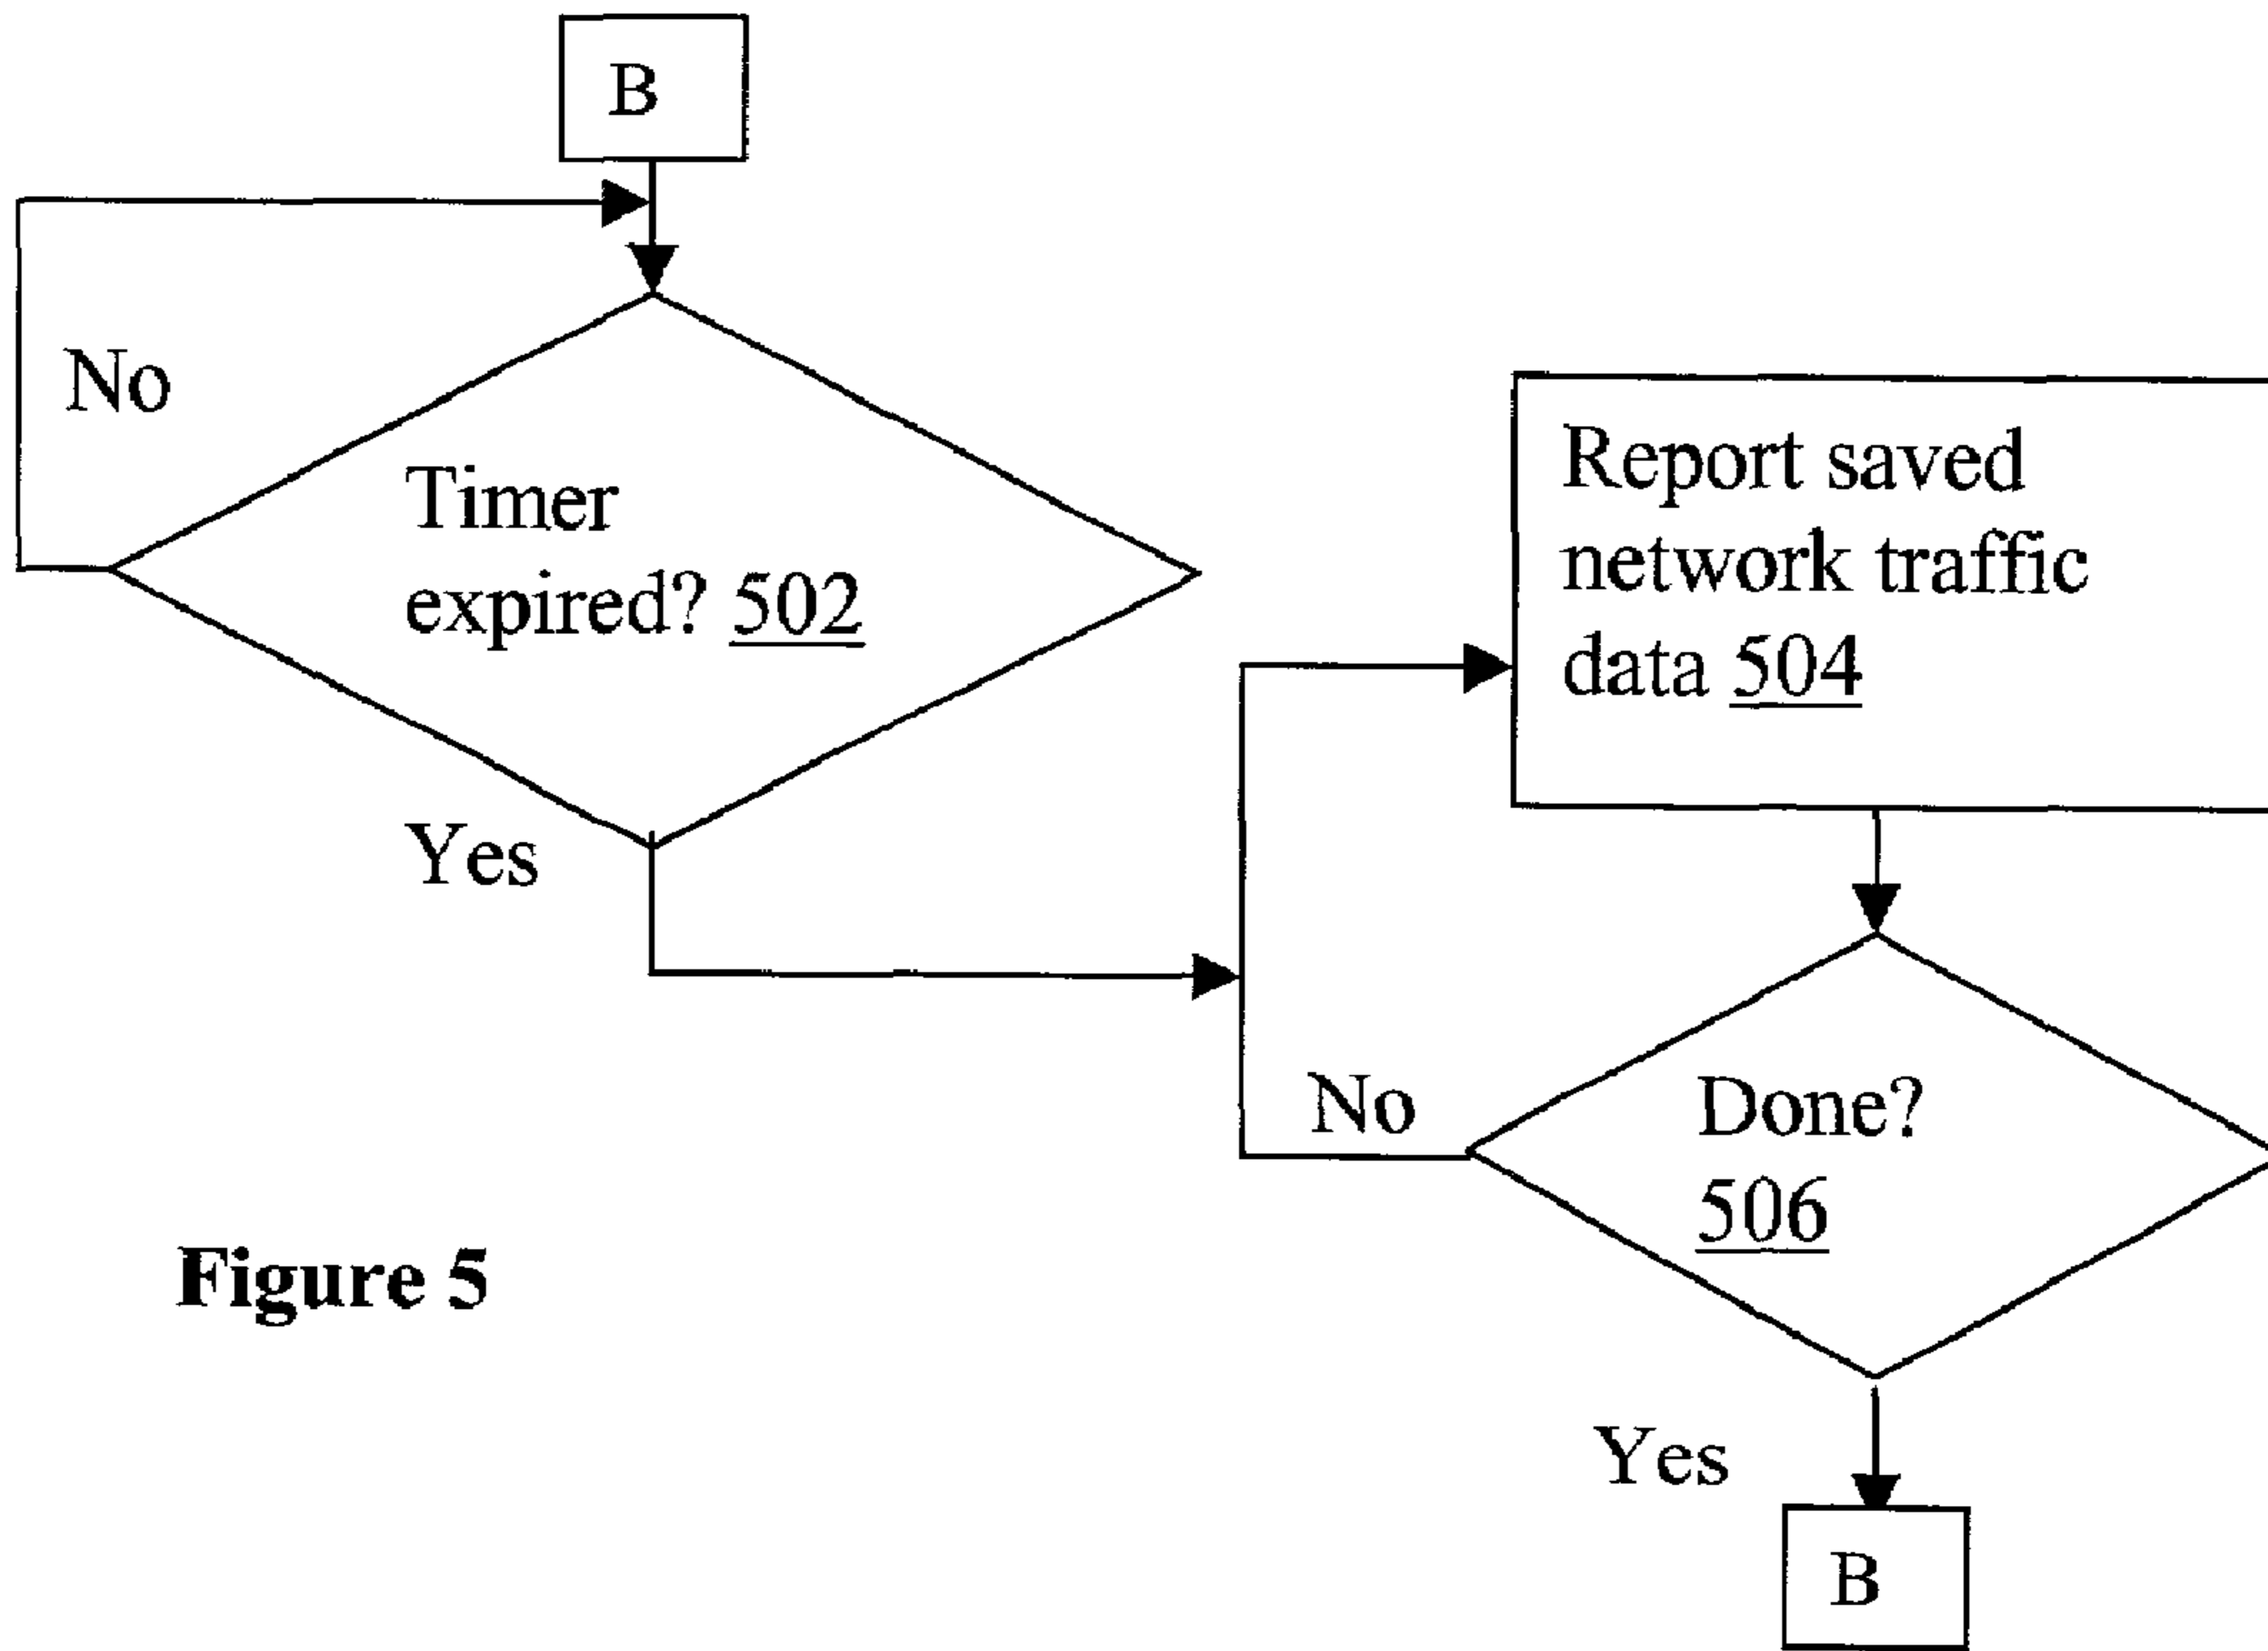 B
No
Timer
expired? 502
Yes
Report saved
network traffic
data 504
No
Done?
506
Yes
B
Figure 5